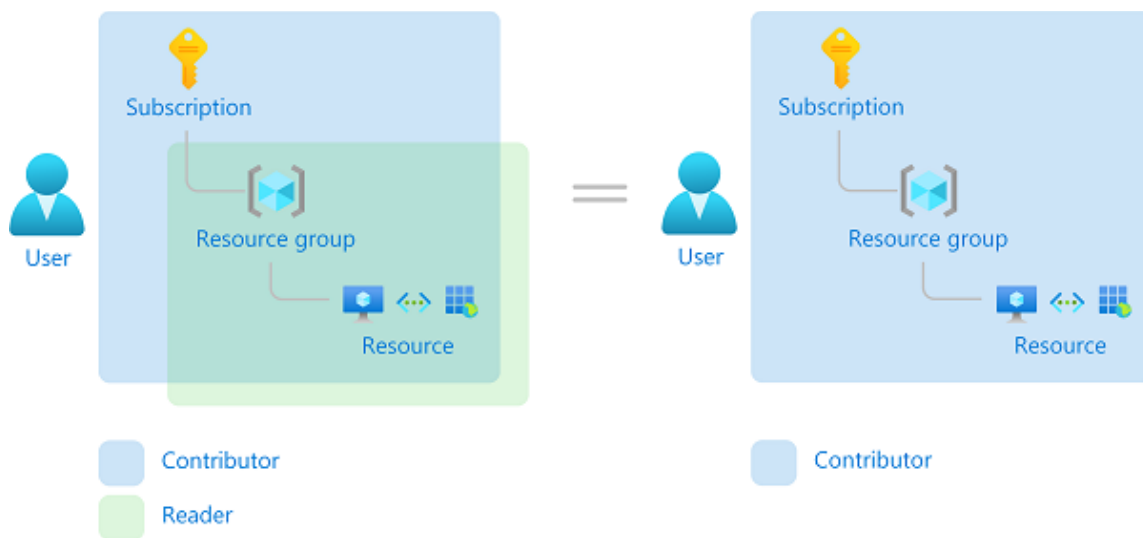 Subscription
Resource group
User
Resource
Contributor
Reader
Subscription
Resource group
User
Resource
Contributor